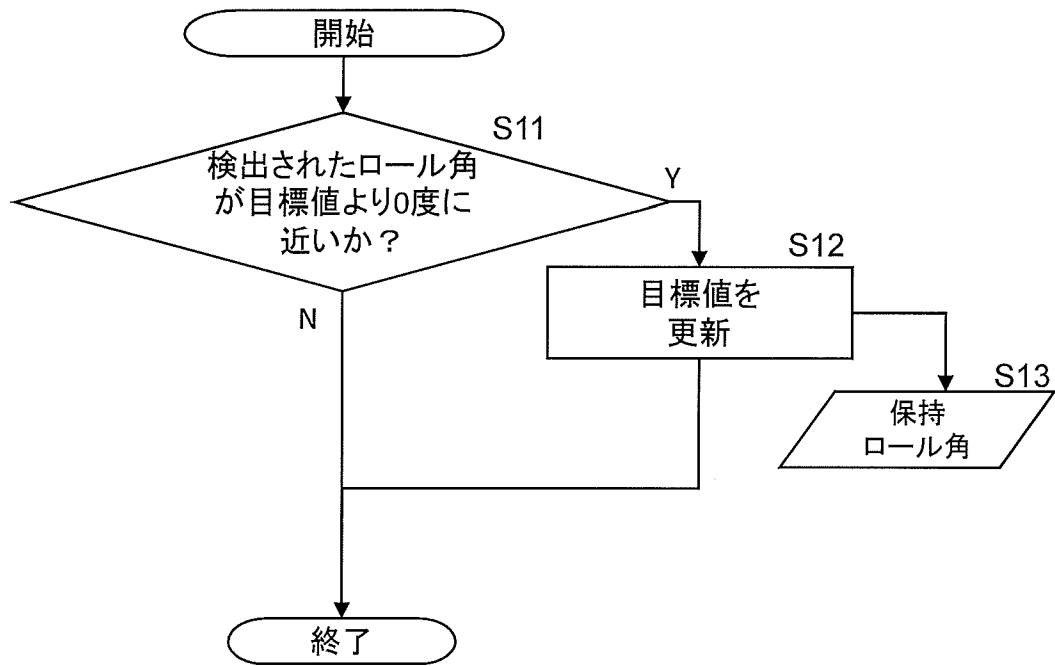 開始
S11
検出されたロール角
が目標値より0度に
近いか？
Y
S12
目標値を
更新
N
S13
保持
ロール角
終了